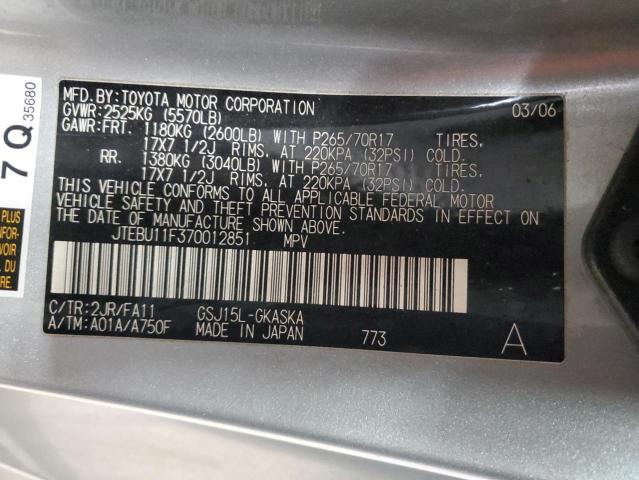 MFD. BY: TOYOTA MOTOR CORPORATION 03/06
GVWR: 2525KG (5570LB)
GAWR: FRT. 1180KG (2600LB) WITH P265/70R17 TIRES,
17X7 1/2J RIMS, AT 220KPA (32PSI) COLD.
RR. 1380KG (3040LB) WITH P265/70R17 TIRES,
17X7 1/2J RIMS, AT 220KPA (32PSI) COLD.
THIS VEHICLE CONFORMS TO ALL APPLICABLE FEDERAL MOTOR
VEHICLE SAFETY AND THEFT PREVENTION STANDARDS IN EFFECT ON
THE DATE OF MANUFACTURE SHOWN ABOVE.
JTEBU11F370012851 MPV
C/TR: 2JR/FA11 GSJ15L-GKASKA
A/TM: A01A/A750F MADE IN JAPAN 773 A
7 Q 35680
PLUS